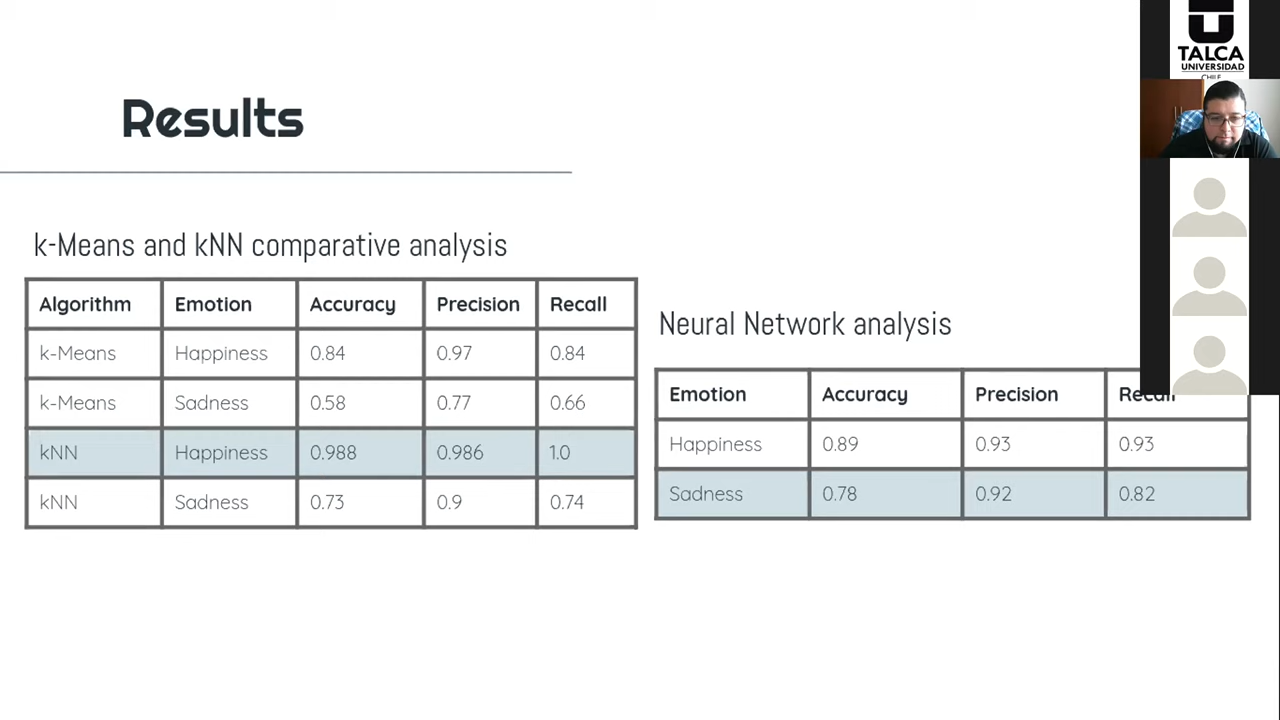 TALCA
UNIVERSIDAD
CHILE
Results
k-Means and kNN comparative analysis
Algorithm Emotion Accuracy Precision Recall
k-Means Happiness 0.84 0.97 0.84
k-Means Sadness 0.58 0.77 0.66
kNN Happiness 0.988 0.986 1.0
kNN Sadness 0.73 0.9 0.74
Neural Network analysis
Emotion Accuracy Precision Recall
Happiness 0.89 0.93 0.93
Sadness 0.78 0.92 0.82